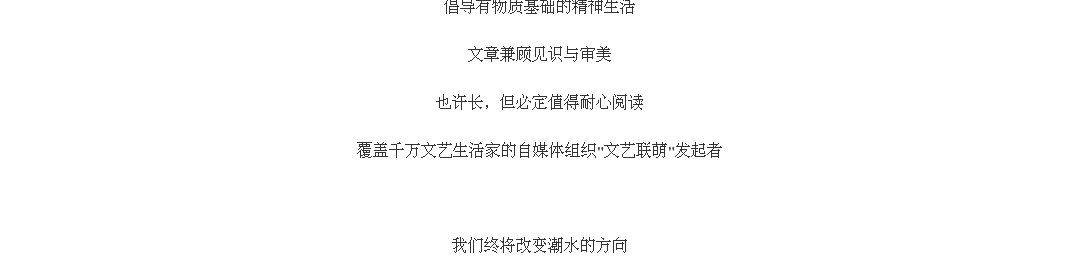 倡导有物质基础的精神生活
文章兼顾见识与审美
也许长，但必定值得耐心阅读
覆盖千万文艺生活家的自媒体组织"文艺联萌"发起者
我们终将改变潮水的方向